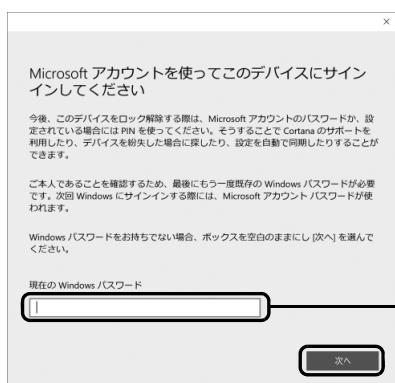 Microsoft アカウントを使ってこのデバイスにサイン
インしてください
今後、このデバイスをロック解除する際は、Microsoft アカウントのパスワードか、設
定されている場合には PIN を使ってください。そうすることで Cortana のサポートを
利用したり、デバイスを紛失した場合に探したり、設定を自動で同期したりすることが
できます。
ご本人であることを確認するため、最後にもう一度既存の Windows パスワードが必要
です。次回 Windows にサインインする際には、Microsoft アカウント パスワードが使
われます。
Windows パスワードをお持ちでない場合、ボックスを空白のままにし [次へ] を選んで
ください。
現在の Windows パスワード
次へ